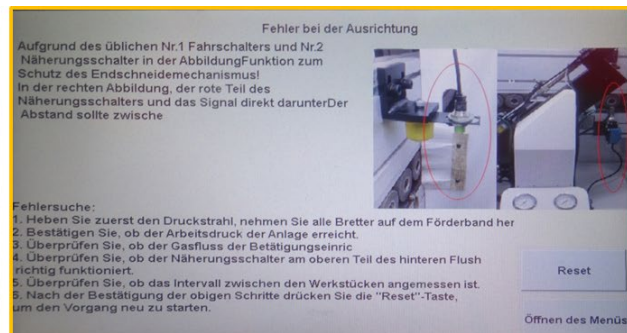 Fehler bei der Ausrichtung
Aufgrund des üblichen Nr.1 Fahrschalters und Nr.2
Näherungsschalter in der AbbildungFunktion zum
Schutz des Endschneidemechanismus!
In der rechten Abbildung, der rote Teil des
Näherungsschalters und das Signal direkt darunterDer
Abstand sollte zwische
Fehlersuche:
1. Heben Sie zuerst den Druckstrahl, nehmen Sie alle Bretter auf dem Förderband her
2. Bestätigen Sie, ob der Arbeitsdruck der Anlage erreicht.
3. Überprüfen Sie, ob der Gasfluss der Betätigungseinric
4. Überprüfen Sie, ob der Näherungsschalter am oberen Teil des hinteren Flush
richtig funktioniert.
5. Überprüfen Sie, ob das Intervall zwischen den Werkstücken angemessen ist.
6. Nach der Bestätigung der obigen Schritte drücken Sie die "Reset"-Taste,
um den Vorgang neu zu starten.
Reset
Öffnen des Menüs